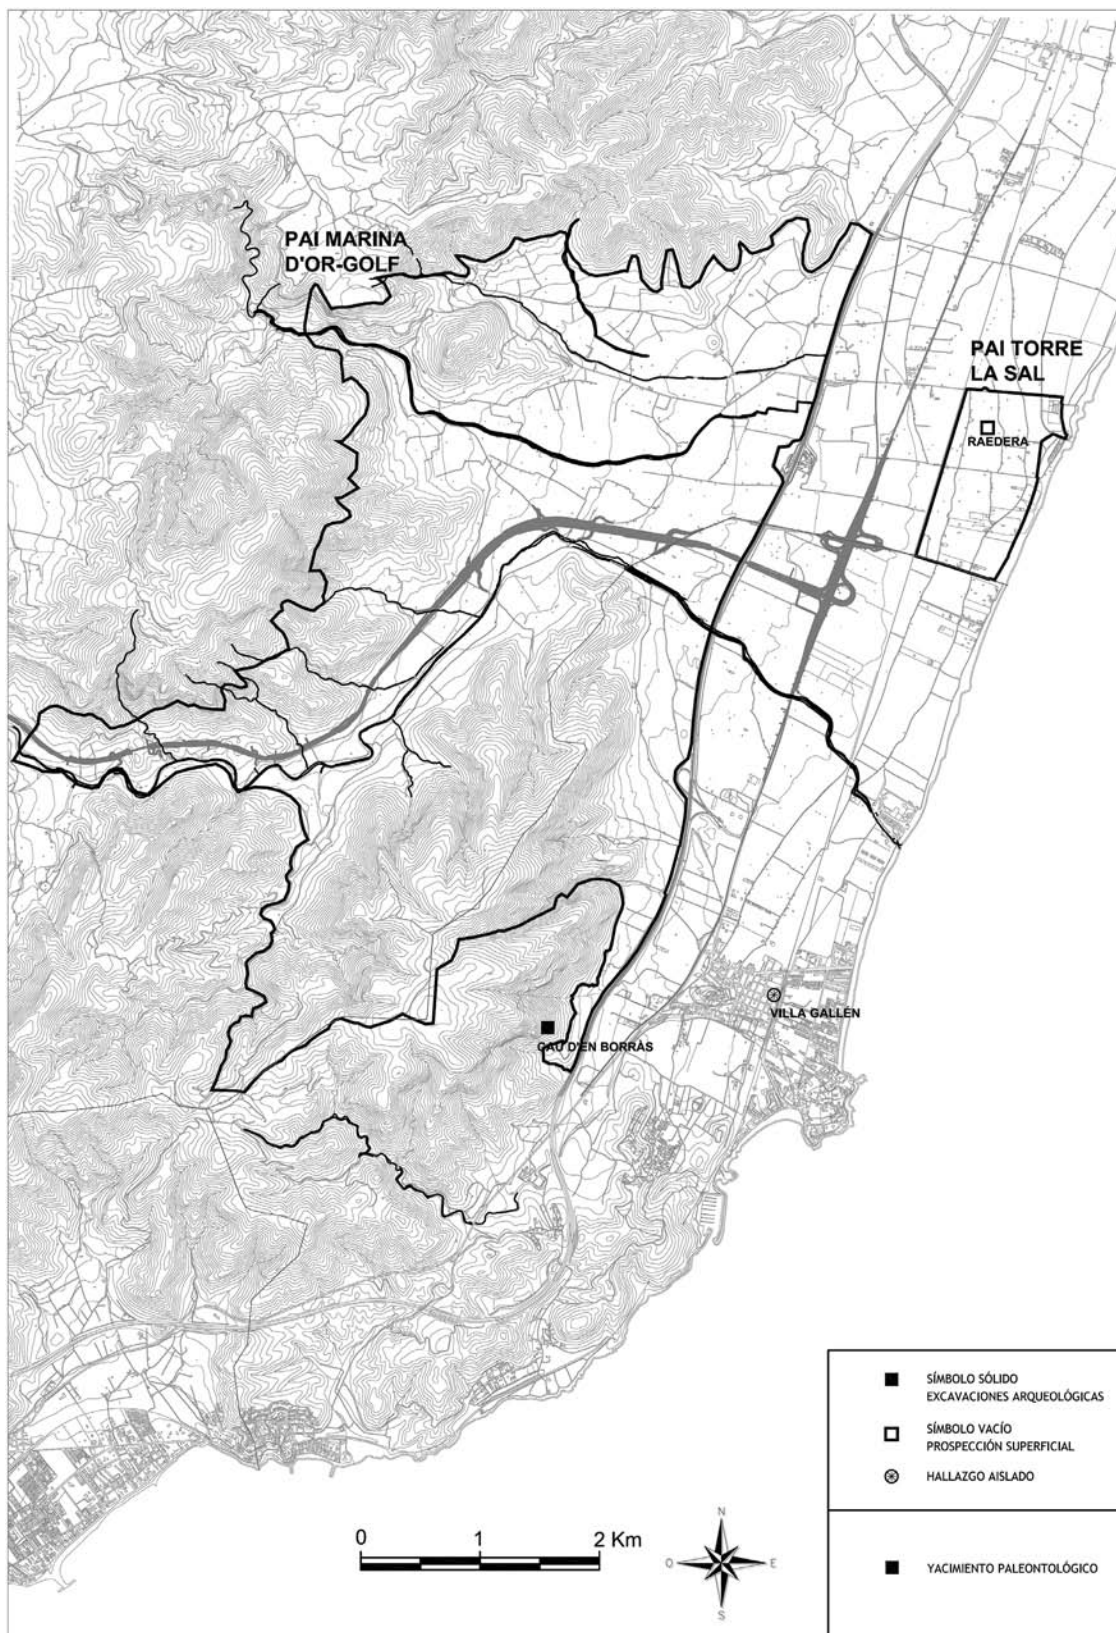 PAI MARINA
D'OR-GOLF
PAI TORRE
LA SAL
RAEDERA
VILLA GALLÉN
CAU D'EN BORRÀS
SÍMBOLO SÓLIDO
EXCAVACIONES ARQUEOLÓGICAS
SÍMBOLO VACÍO
PROSPECCIÓN SUPERFICIAL
HALLAZGO AISLADO
0 1 2 Km
N
O E
S
YACIMIENTO PALEONTOLÓGICO